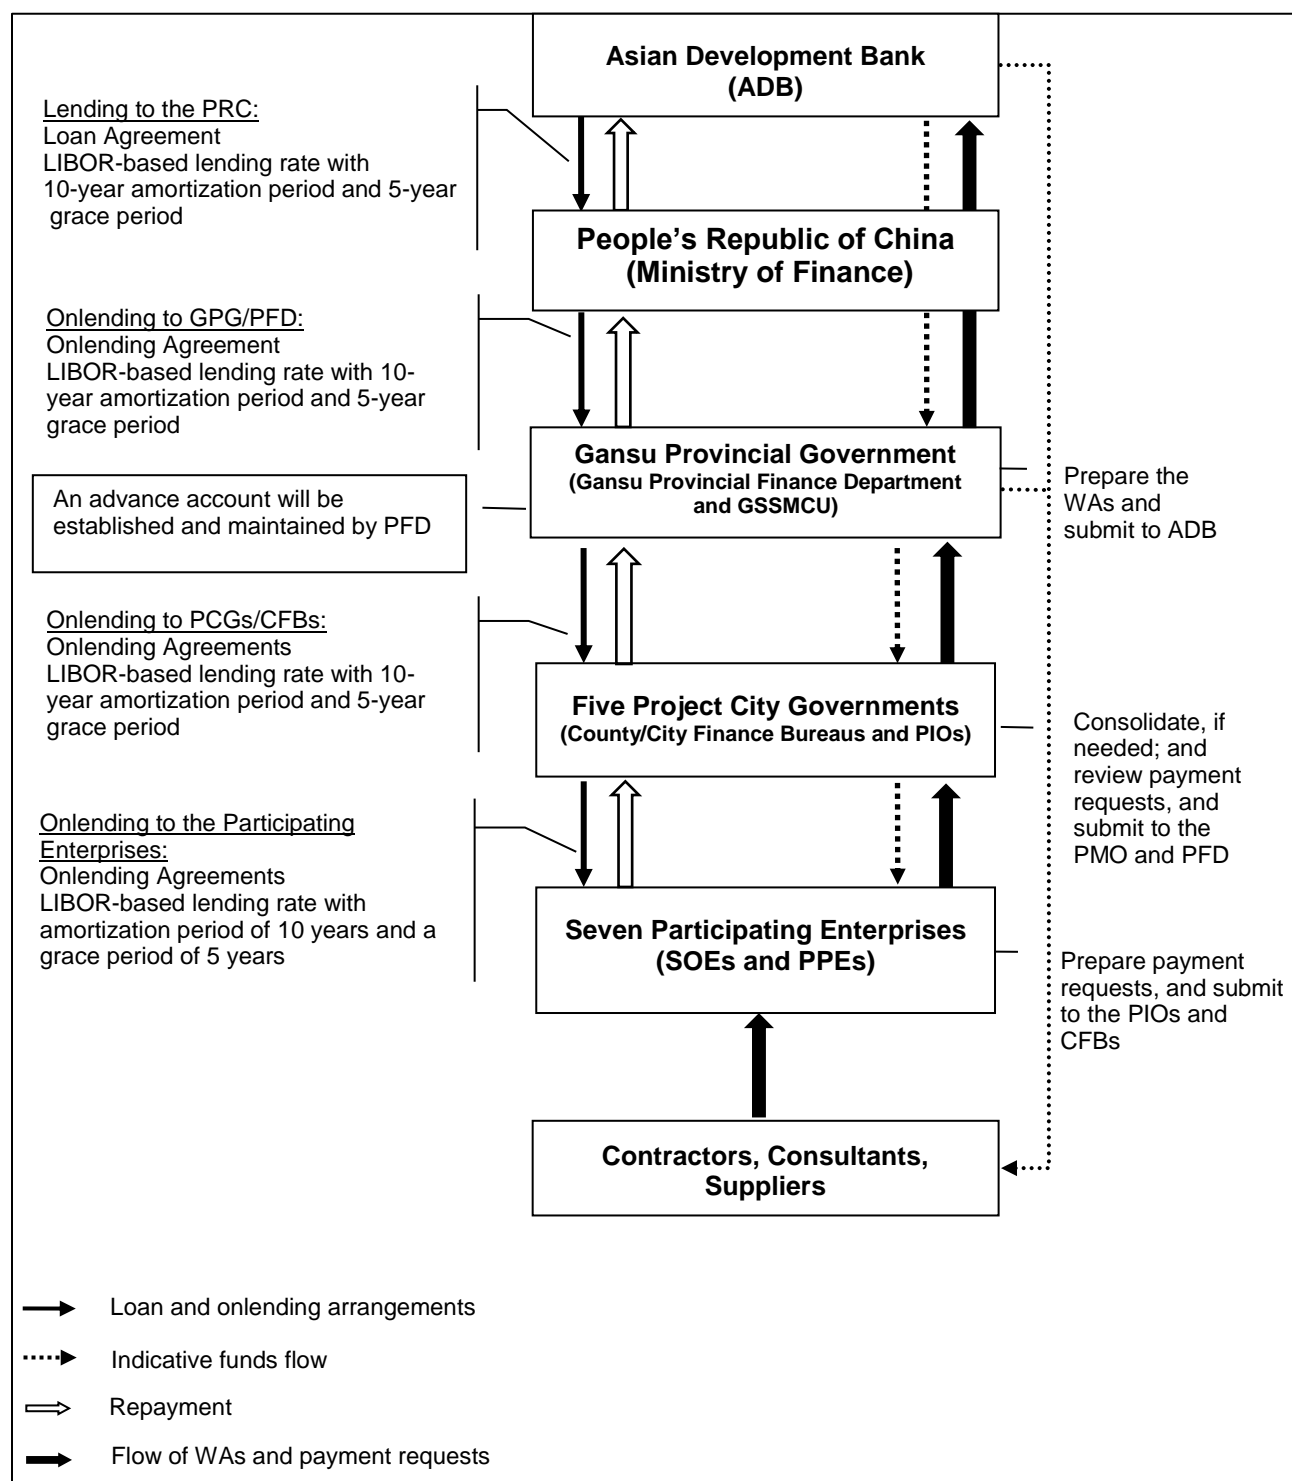 Asian Development Bank
(ADB)
Lending to the PRC:
Loan Agreement
LIBOR-based lending rate with
10-year amortization period and 5-year
grace period
People’s Republic of China
(Ministry of Finance)
Onlending to GPG/PFD:
Onlending Agreement
LIBOR-based lending rate with 10-
year amortization period and 5-year
grace period
Gansu Provincial Government
(Gansu Provincial Finance Department
and GSSMCU)
Prepare the
WAs and
submit to ADB
An advance account will be
established and maintained by PFD
Onlending to PCGs/CFBs:
Onlending Agreements
LIBOR-based lending rate with 10-
year amortization period and 5-year
grace period
Five Project City Governments
(County/City Finance Bureaus and PIOs)
Consolidate, if
needed; and
review payment
requests, and
submit to the
PMO and PFD
Onlending to the Participating
Enterprises:
Onlending Agreements
LIBOR-based lending rate with
amortization period of 10 years and a
grace period of 5 years
Seven Participating Enterprises
(SOEs and PPEs)
Prepare payment
requests, and submit
to the PIOs and
CFBs
Contractors, Consultants,
Suppliers
Loan and onlending arrangements
Indicative funds flow
Repayment
Flow of WAs and payment requests